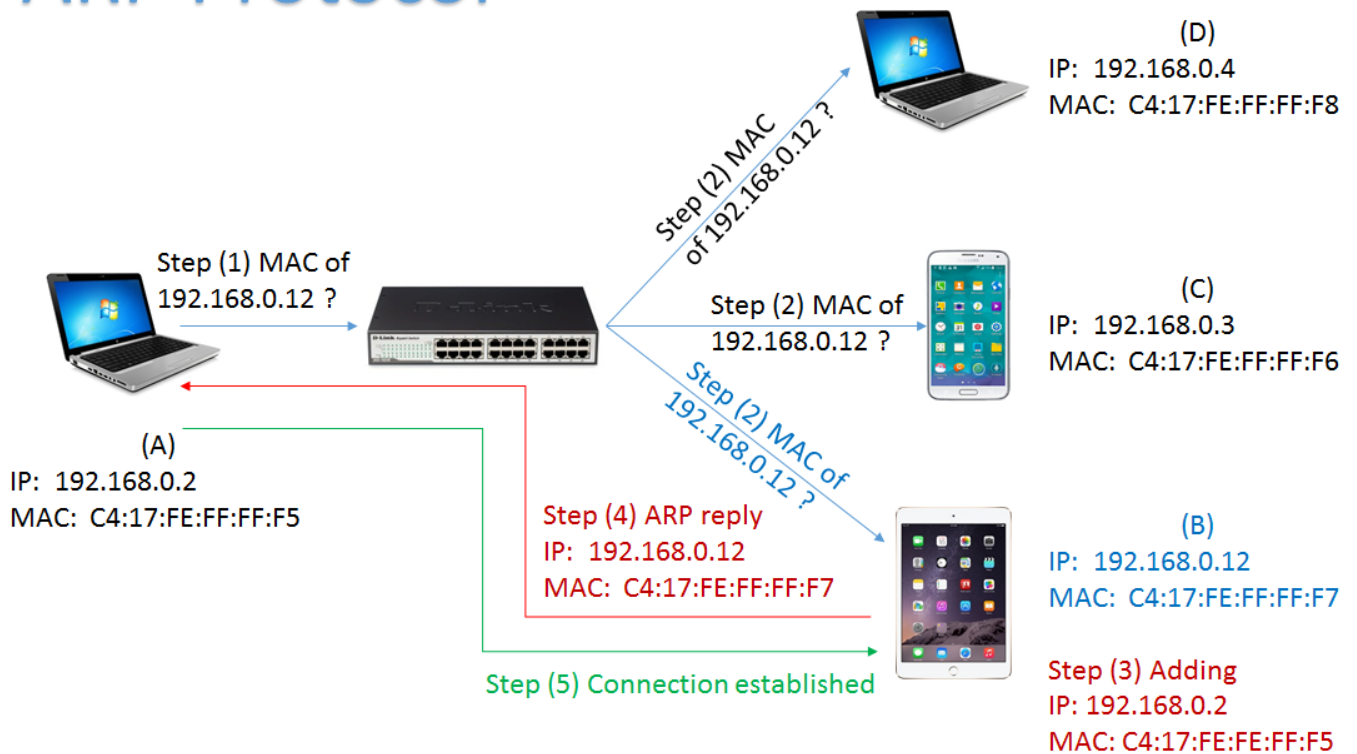 ARP Protocol
(D)
IP: 192.168.0.4
MAC: C4:17:FE:FF:FF:F8
Step (2) MAC
of 192.168.0.12 ?
Step (1) MAC of
192.168.0.12 ?
D-Link
Step (2) MAC of
192.168.0.12 ?
(C)
IP: 192.168.0.3
MAC: C4:17:FE:FF:FF:F6
Step (2) MAC of
192.168.0.12 ?
(A)
IP: 192.168.0.2
MAC: C4:17:FE:FF:FF:F5
Step (4) ARP reply
IP: 192.168.0.12
MAC: C4:17:FE:FF:FF:F7
(B)
IP: 192.168.0.12
MAC: C4:17:FE:FF:FF:F7
Step (5) Connection established
Step (3) Adding
IP: 192.168.0.2
MAC: C4:17:FE:FE:FF:F5